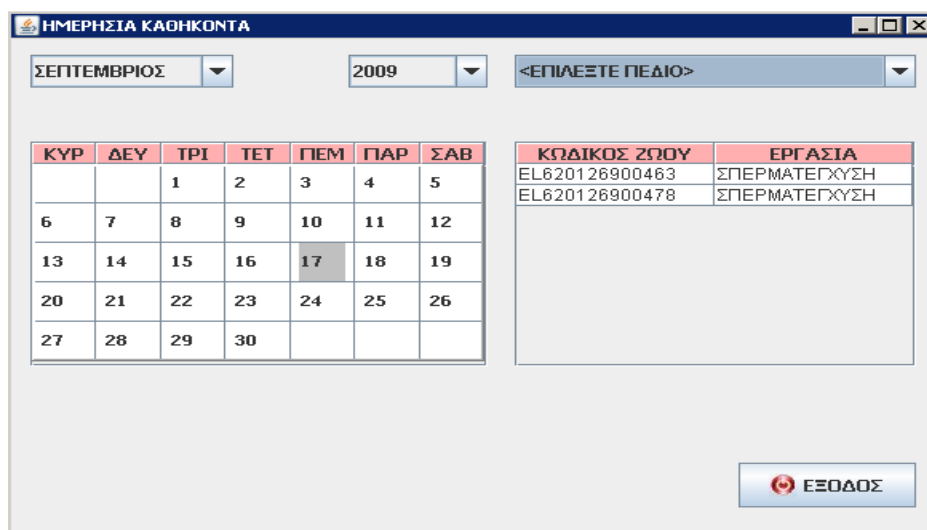 ΗΜΕΡΗΣΙΑ ΚΑΘΗΚΟΝΤΑ
ΣΕΠΤΕΜΒΡΙΟΣ 2009 <ΕΠΙΛΕΞΤΕ ΠΕΔΙΟ>
ΚΥΡ ΔΕΥ ΤΡΙ ΤΕΤ ΠΕΜ ΠΑΡ ΣΑΒ
1 2 3 4 5
6 7 8 9 10 11 12
13 14 15 16 17 18 19
20 21 22 23 24 25 26
27 28 29 30
ΚΩΔΙΚΟΣ ΖΩΟΥ ΕΡΓΑΣΙΑ
EL620126900463 ΣΠΕΡΜΑΤΕΓΧΥΣΗ
EL620126900478 ΣΠΕΡΜΑΤΕΓΧΥΣΗ
ΕΞΟΔΟΣ